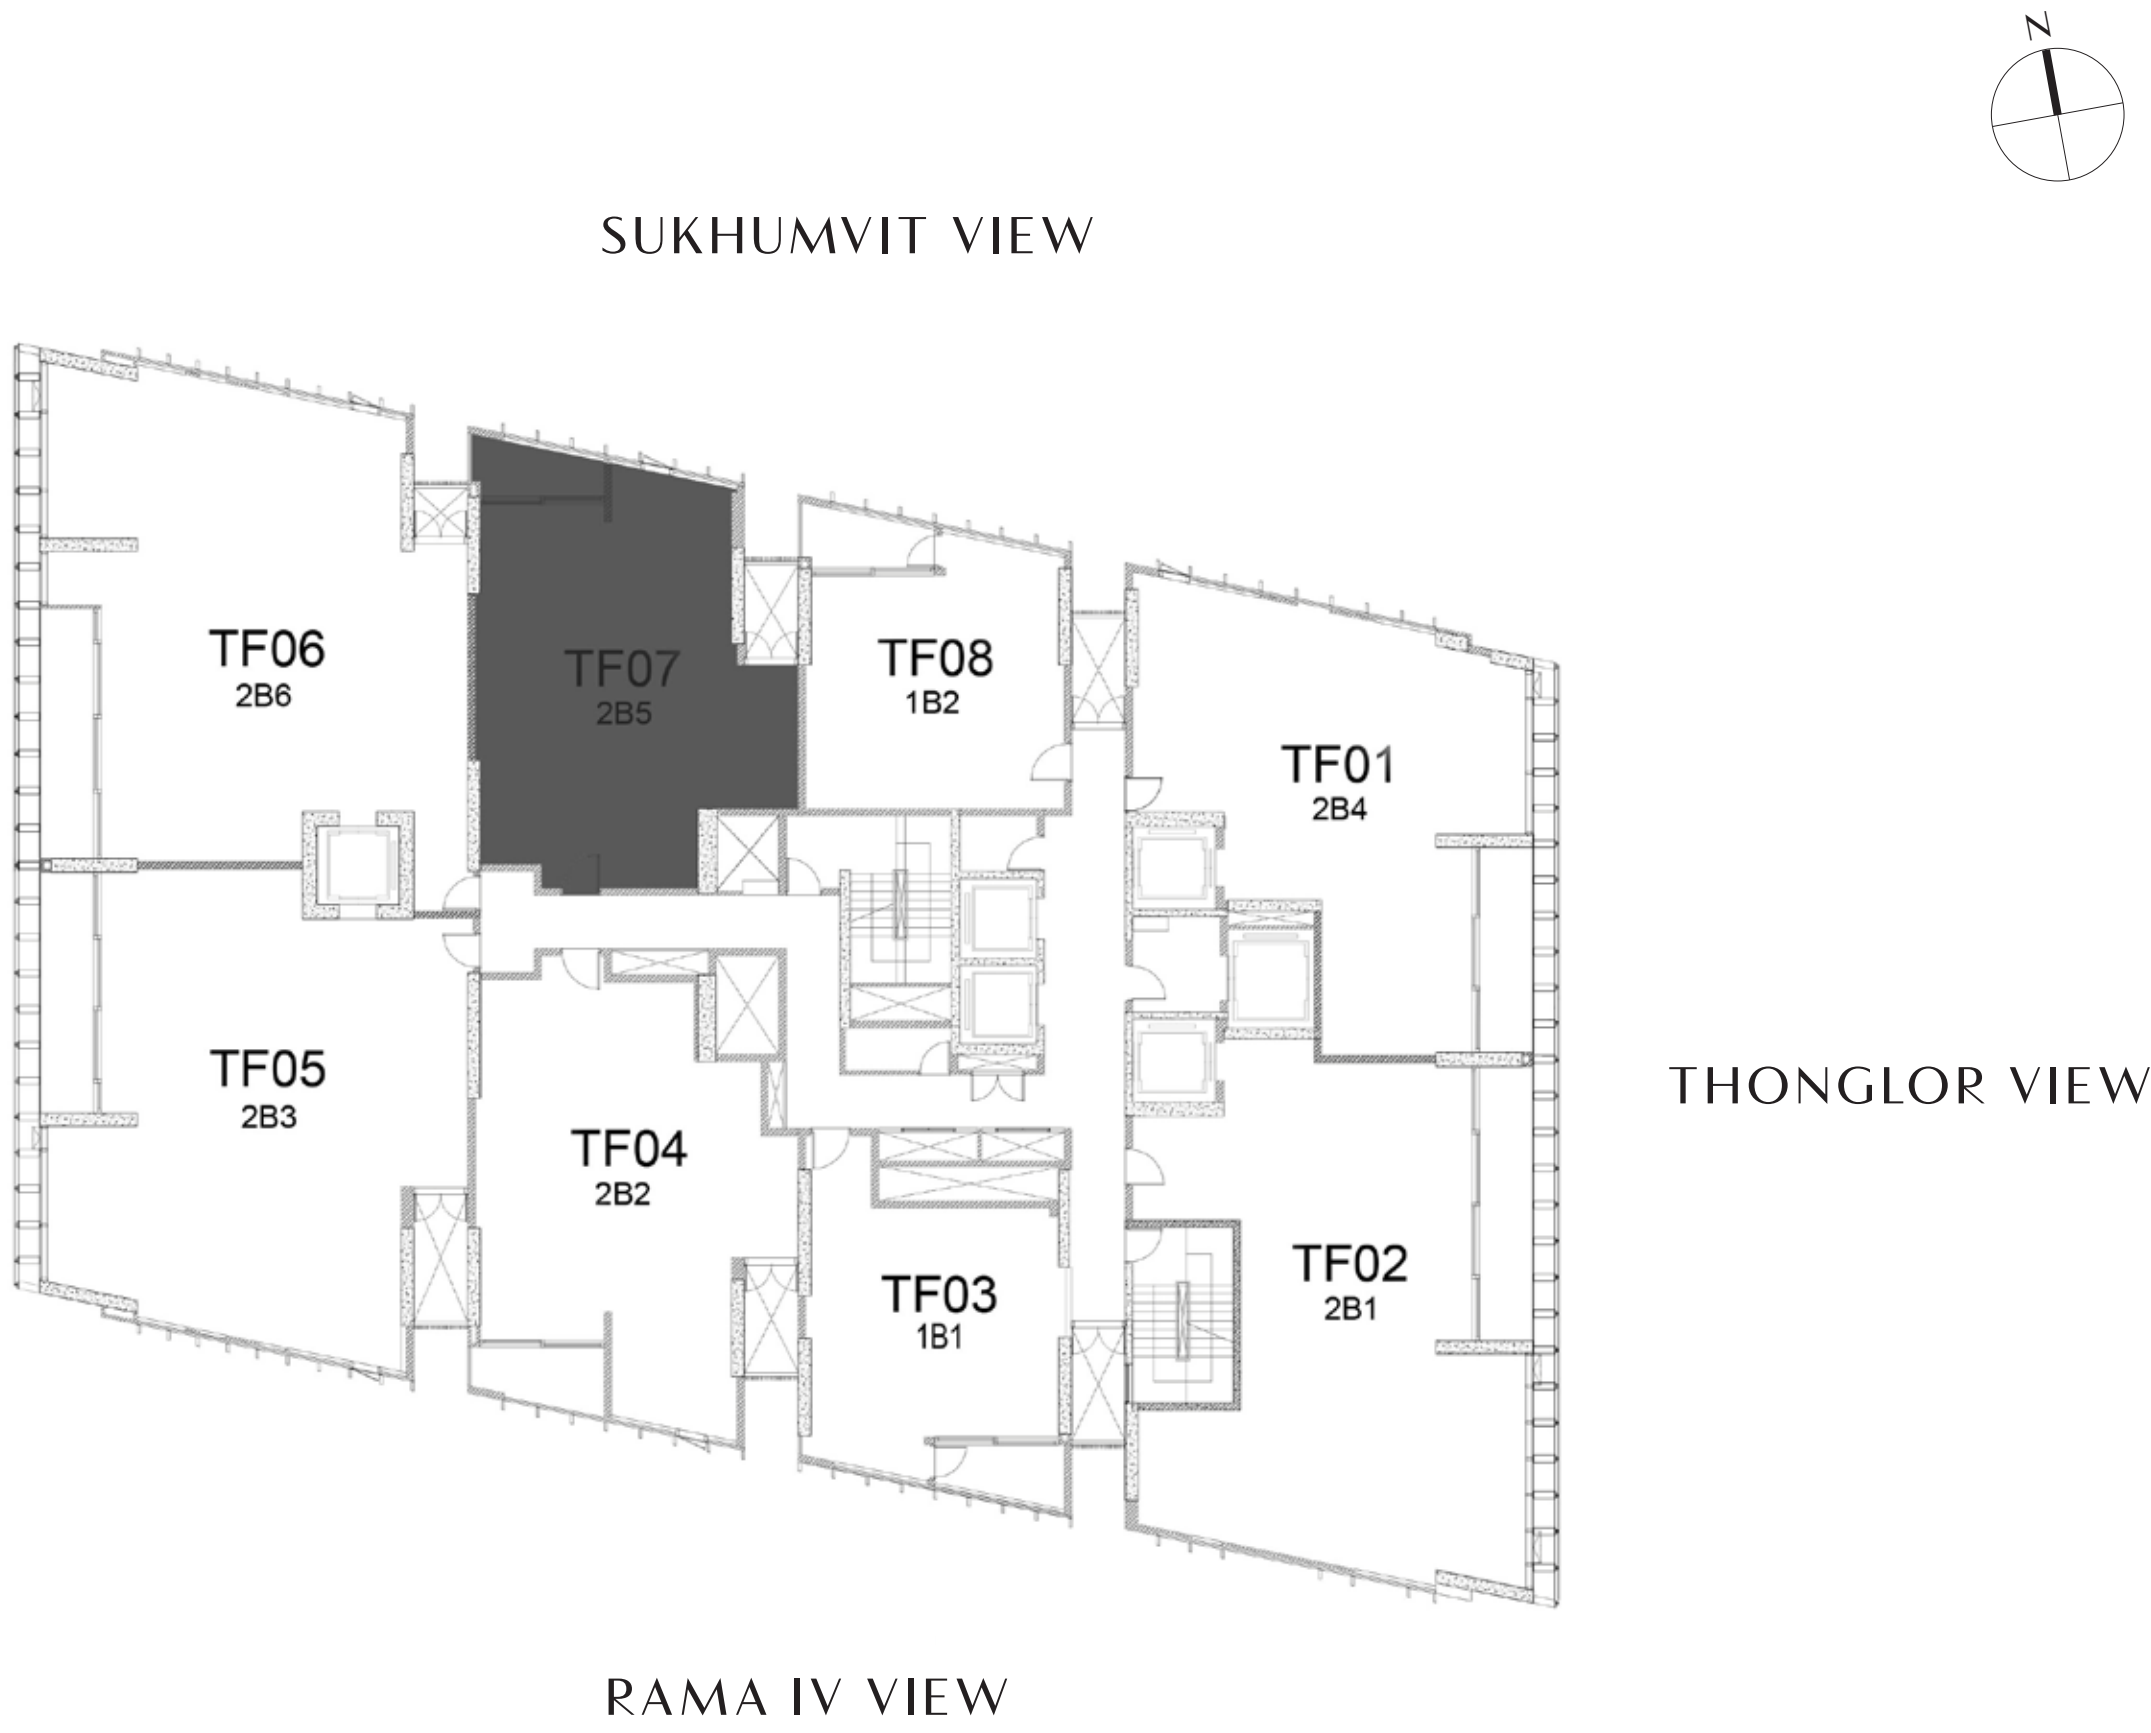 N
SUKHUMVIT VIEW
TF06
2B6
TF07
2B5
TF08
1B2
TF01
2B4
TF05
2B3
THONGLOR VIEW
TF04
2B2
TF02
2B1
TF03
1B1
RAMA IV VIEW